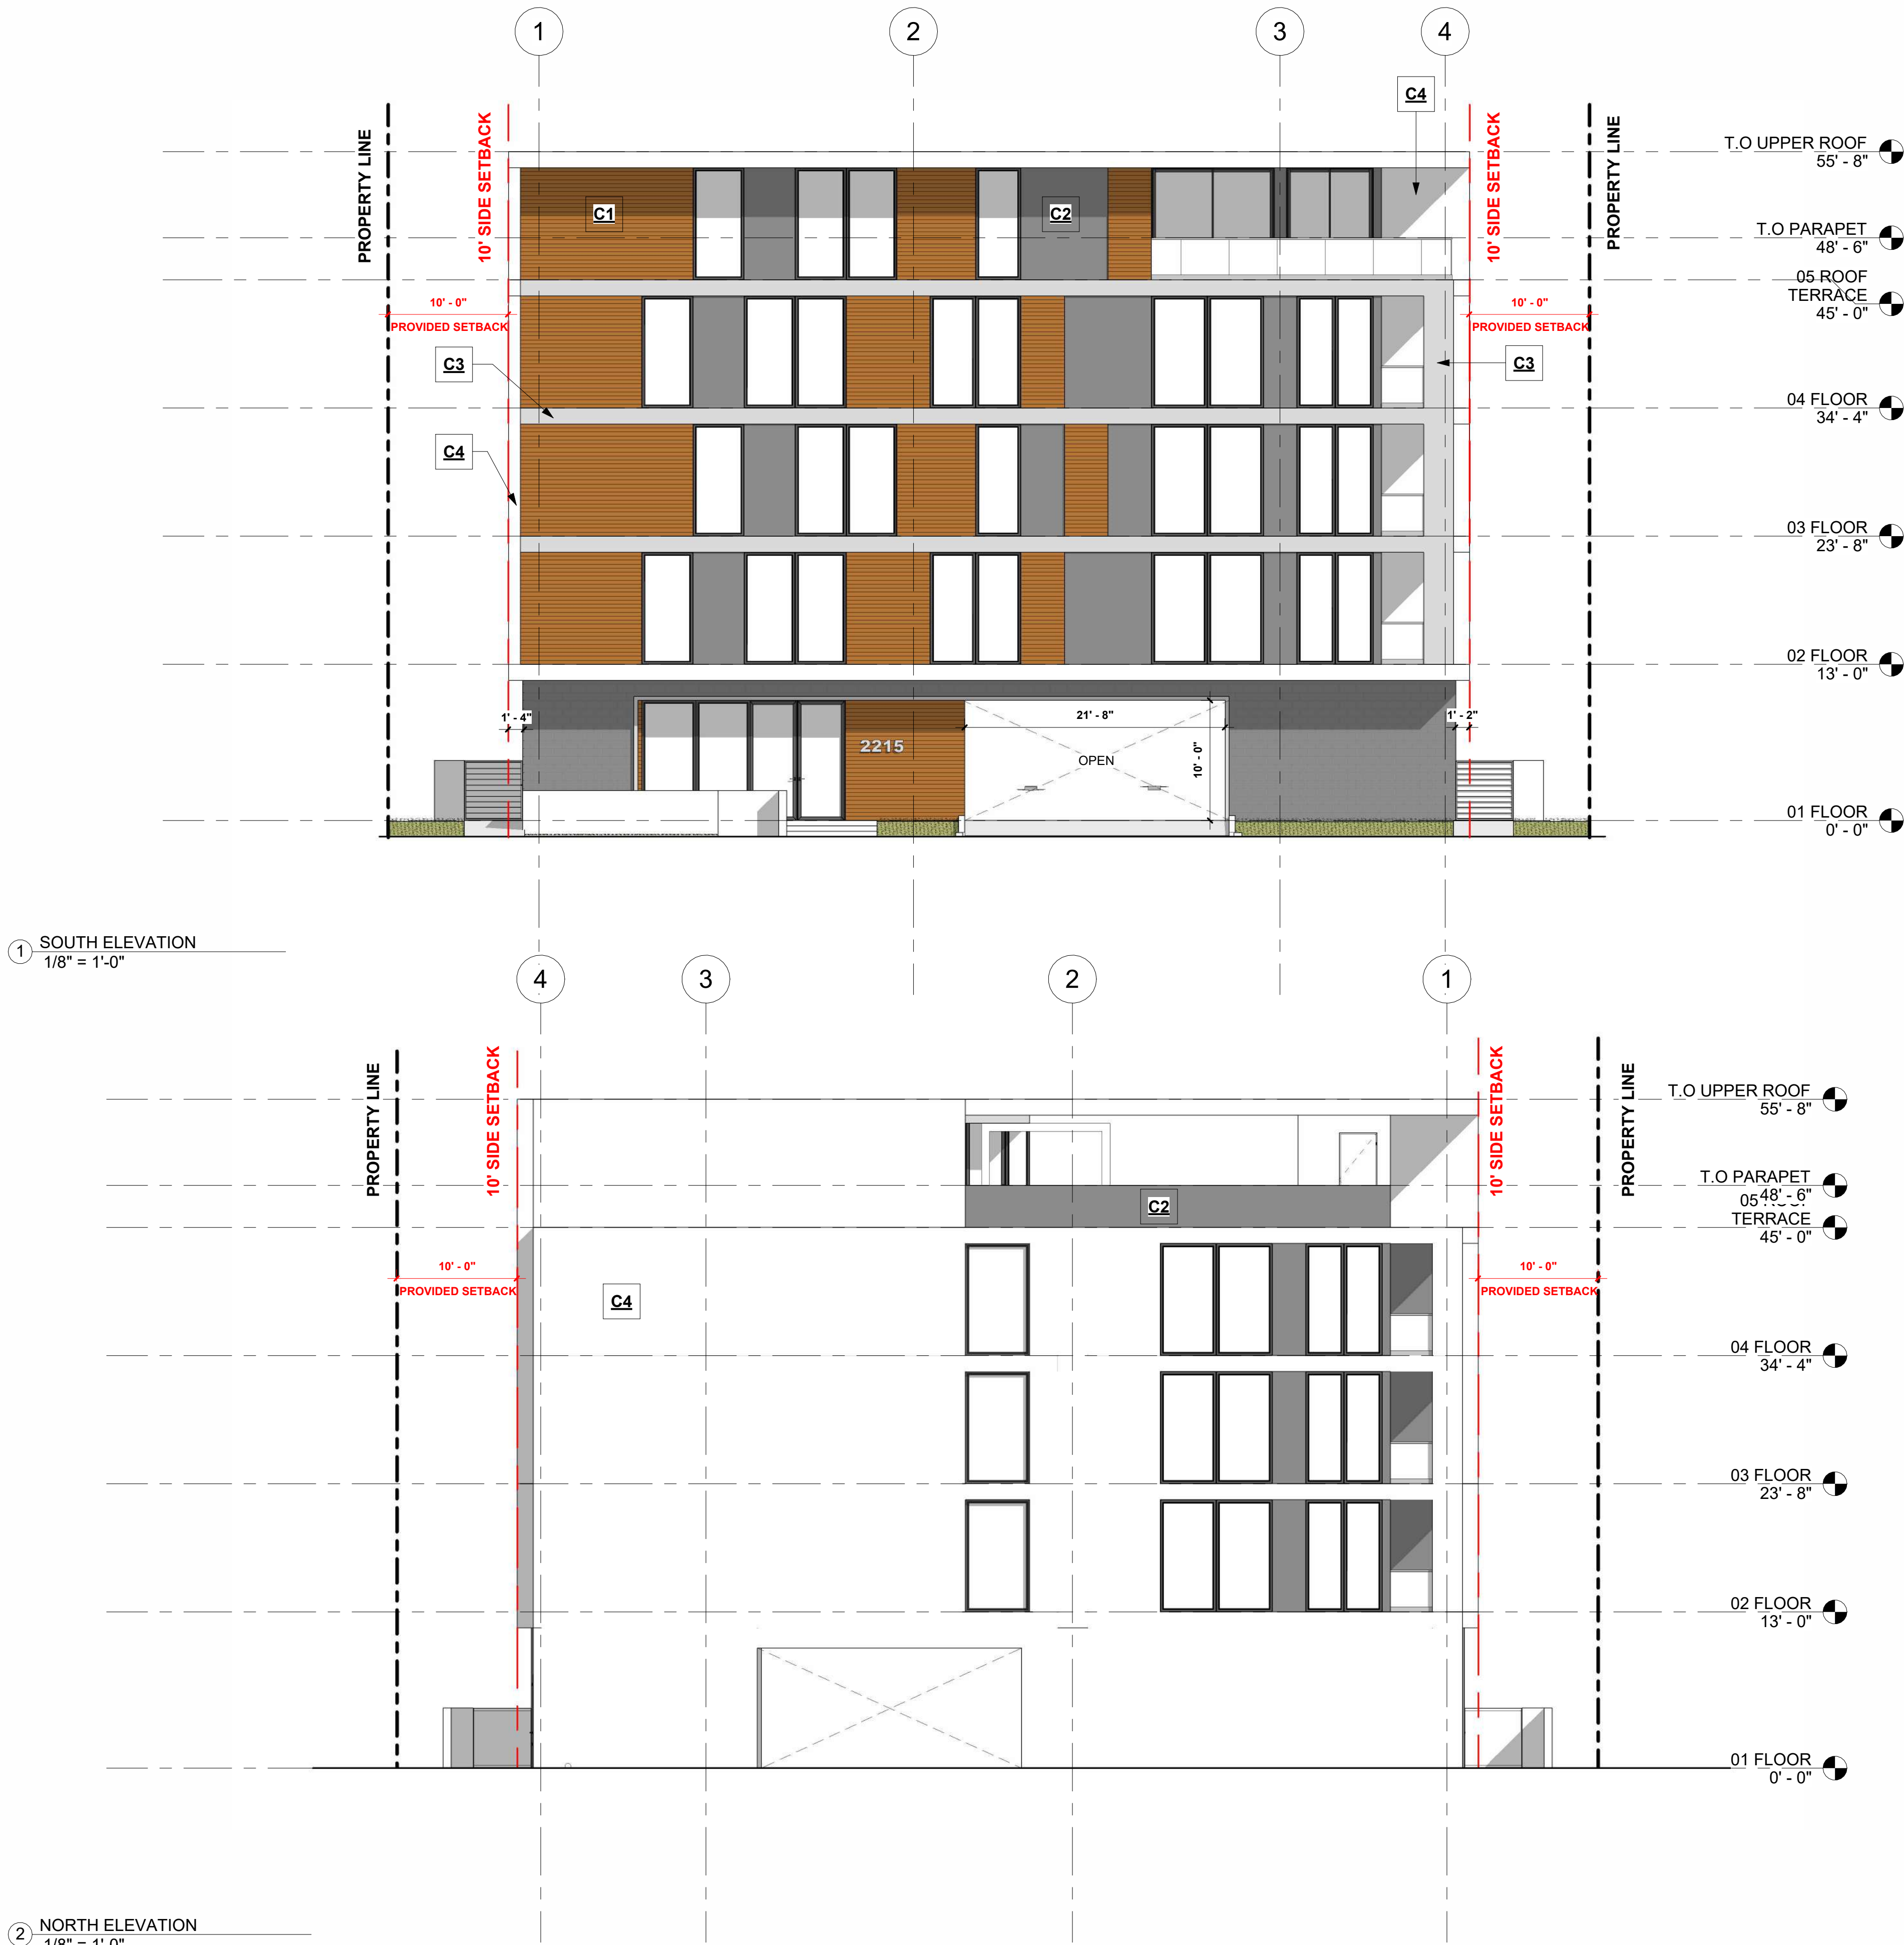 1
2
3
4
C4
PROPERTY LINE
10' SIDE SETBACK
10' SIDE SETBACK
PROPERTY LINE
T.O UPPER ROOF
55' - 8"
C1
C2
T.O PARAPET
48' - 6"
05 ROOF
TERRACE
45' - 0"
10' - 0"
PROVIDED SETBACK
10' - 0"
PROVIDED SETBACK
C3
C3
04 FLOOR
34' - 4"
C4
03 FLOOR
23' - 8"
02 FLOOR
13' - 0"
1' - 4"
21' - 8"
1' - 2"
2215
OPEN
10' - 0"
01 FLOOR
0' - 0"
1 SOUTH ELEVATION
1/8" = 1'-0"
4
3
2
1
PROPERTY LINE
10' SIDE SETBACK
10' SIDE SETBACK
PROPERTY LINE
T.O UPPER ROOF
55' - 8"
T.O PARAPET
48' - 6"
05 ROOF
TERRACE
45' - 0"
C2
10' - 0"
PROVIDED SETBACK
10' - 0"
PROVIDED SETBACK
C4
04 FLOOR
34' - 4"
03 FLOOR
23' - 8"
02 FLOOR
13' - 0"
01 FLOOR
0' - 0"
2 NORTH ELEVATION
1/8" = 1'-0"